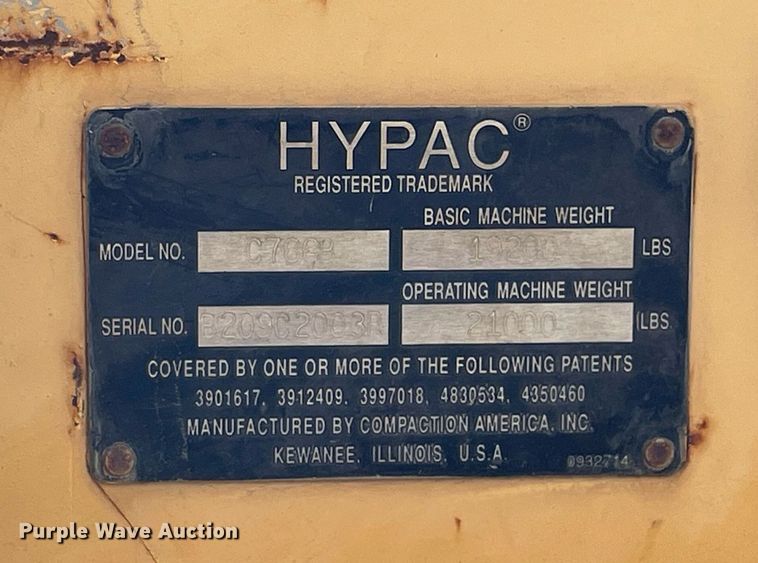 HYPAC®
REGISTERED TRADEMARK
BASIC MACHINE WEIGHT
MODEL NO. LBS
OPERATING MACHINE WEIGHT
SERIAL NO. 21000 LBS
COVERED BY ONE OR MORE OF THE FOLLOWING PATENTS
3901617, 3912409, 3997018, 4830534, 4350460
MANUFACTURED BY COMPACTION AMERICA, INC.
KEWANEE, ILLINOIS, U.S.A.
0932714
Purple Wave Auction